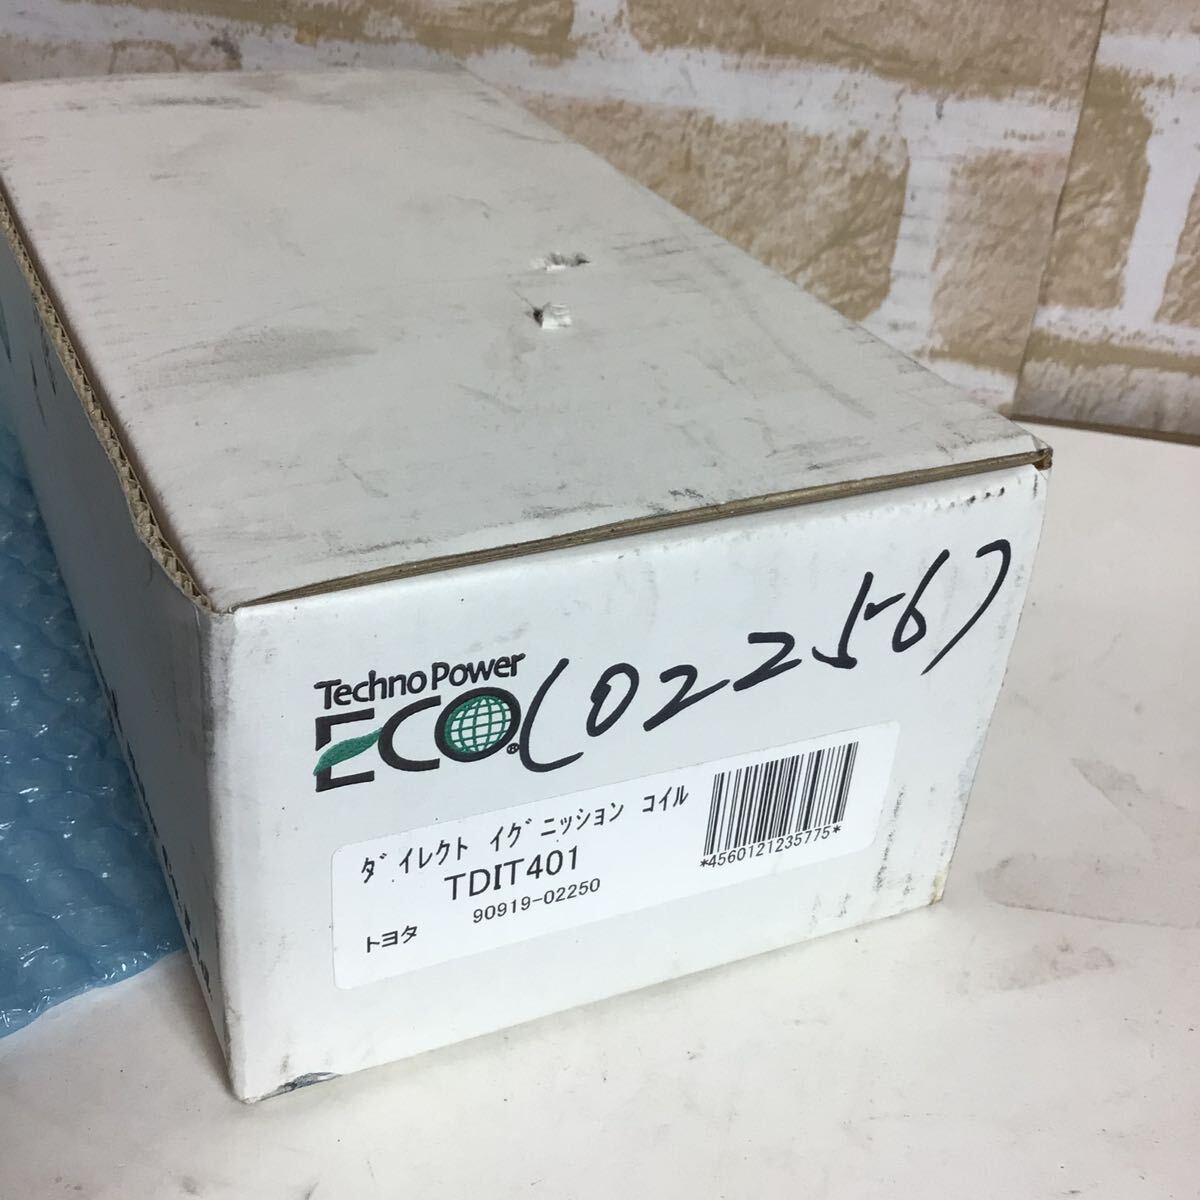 Techno Power
ECO®
(02256)
ダイレクト イグニッション コイル
TDIT401
90919-02250
トヨタ
*4560121235775*